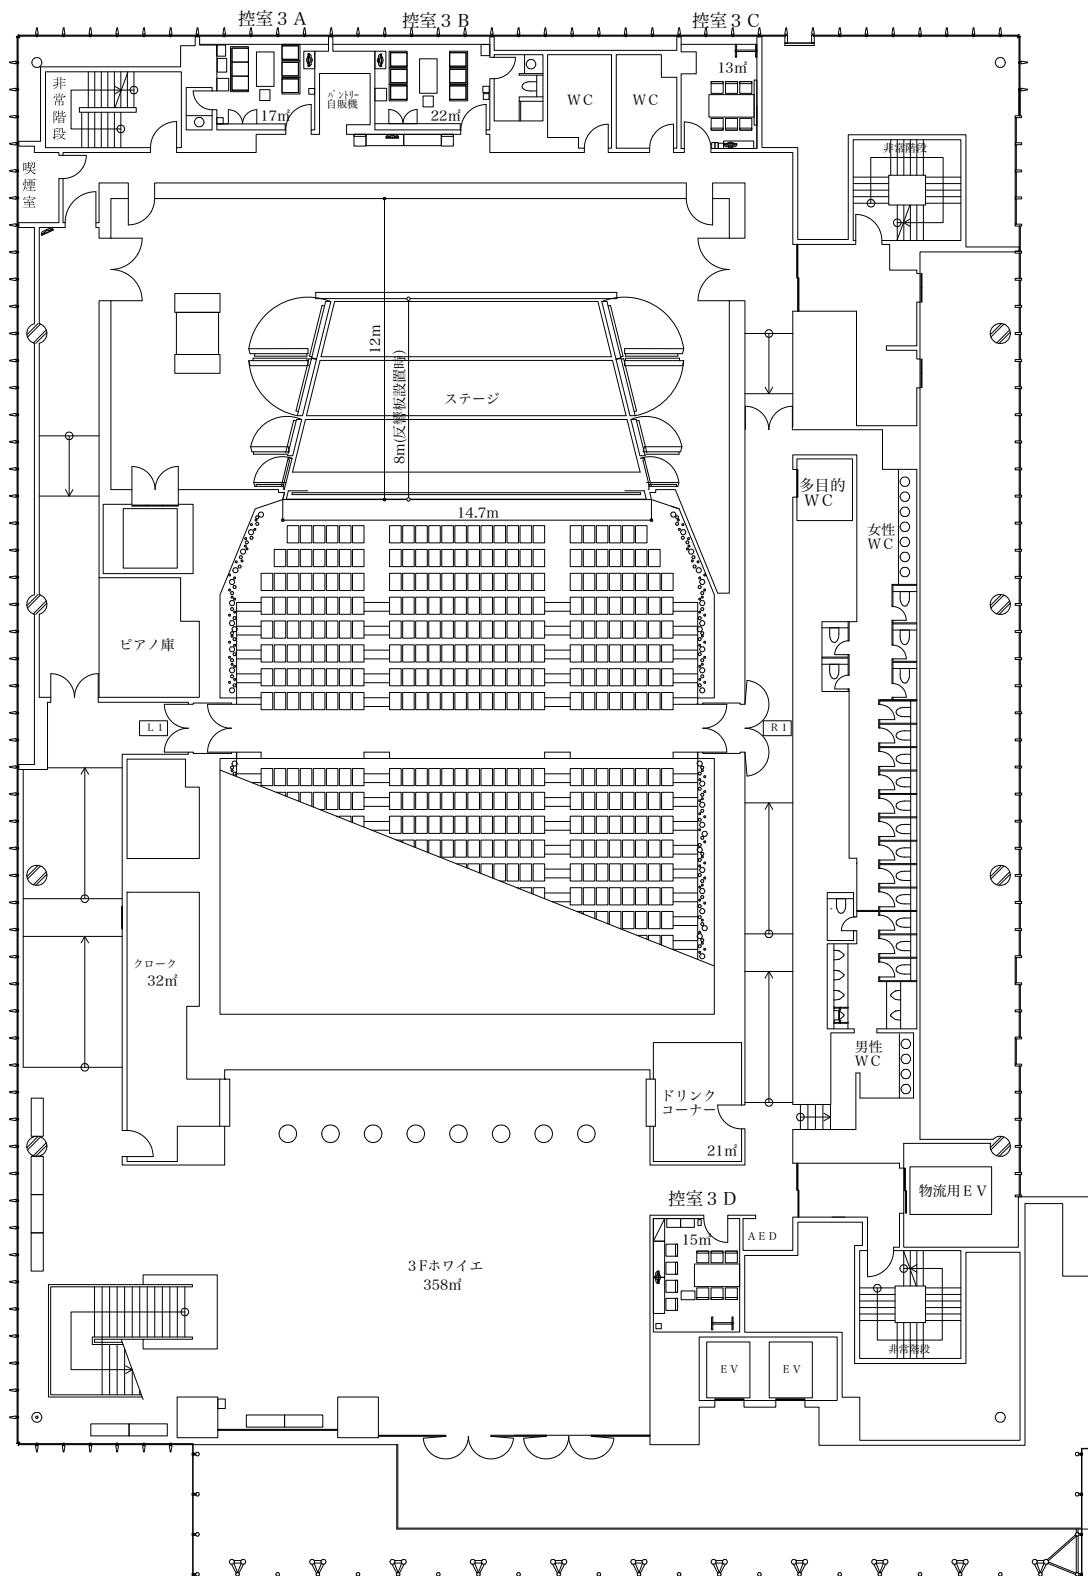 控室３Ａ
控室３Ｂ
控室３Ｃ
非常階段
17㎡
パントリー
自販機
22㎡
ＷＣ
ＷＣ
13㎡
喫煙室
非常階段
12m
8m(反響板設置時)
ステージ
14.7m
多目的
ＷＣ
女性
ＷＣ
ピアノ庫
Ｌ1
Ｒ1
クローク
32㎡
男性
ＷＣ
ドリンク
コーナー
21㎡
物流用ＥＶ
控室３Ｄ
15㎡
ＡＥＤ
３Fホワイエ
358㎡
非常階段
ＥＶ
ＥＶ